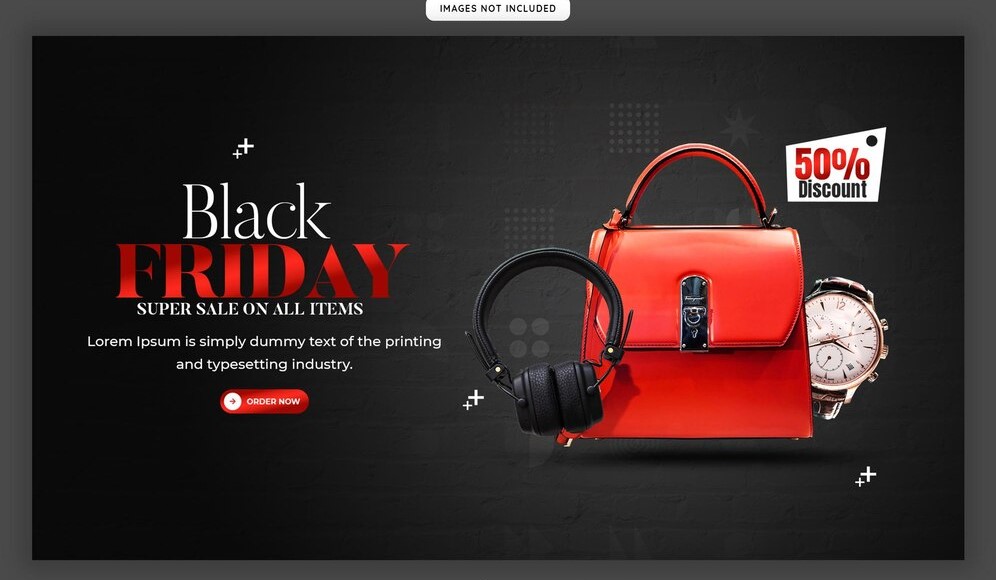 IMAGES NOT INCLUDED
Black
FRIDAY
SUPER SALE ON ALL ITEMS
Lorem Ipsum is simply dummy text of the printing
and typesetting industry.
ORDER NOW
50%
Discount